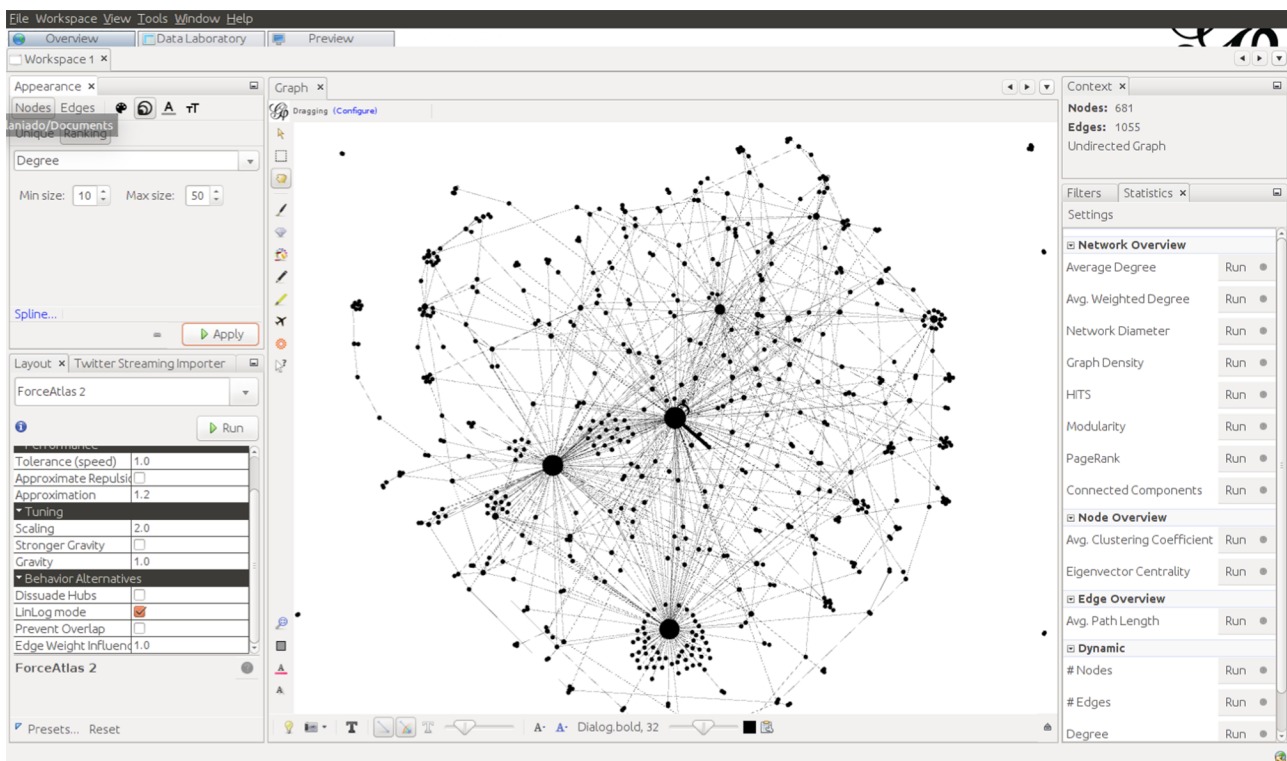 File Workspace View Tools Window Help
Overview Data Laboratory Preview
Workspace 1 ×
Appearance ×
Nodes Edges
aniado/Documents
Unique Ranking
Degree
Min size: 10 Max size: 50
Spline...
Apply
Layout × Twitter Streaming Importer
ForceAtlas 2
Run
Performance
Tolerance (speed) 1.0
Approximate Repulsi
Approximation 1.2
Tuning
Scaling 2.0
Stronger Gravity
Gravity 1.0
Behavior Alternatives
Dissuade Hubs
LinLog mode
Prevent Overlap
Edge Weight Influenc 1.0
ForceAtlas 2
Presets... Reset
Graph ×
Dragging (Configure)
A- A- Dialog.bold, 32
Context ×
Nodes: 681
Edges: 1055
Undirected Graph
Filters Statistics ×
Settings
Network Overview
Average Degree Run
Avg. Weighted Degree Run
Network Diameter Run
Graph Density Run
HITS Run
Modularity Run
PageRank Run
Connected Components Run
Node Overview
Avg. Clustering Coefficient Run
Eigenvector Centrality Run
Edge Overview
Avg. Path Length Run
Dynamic
# Nodes Run
# Edges Run
Degree Run